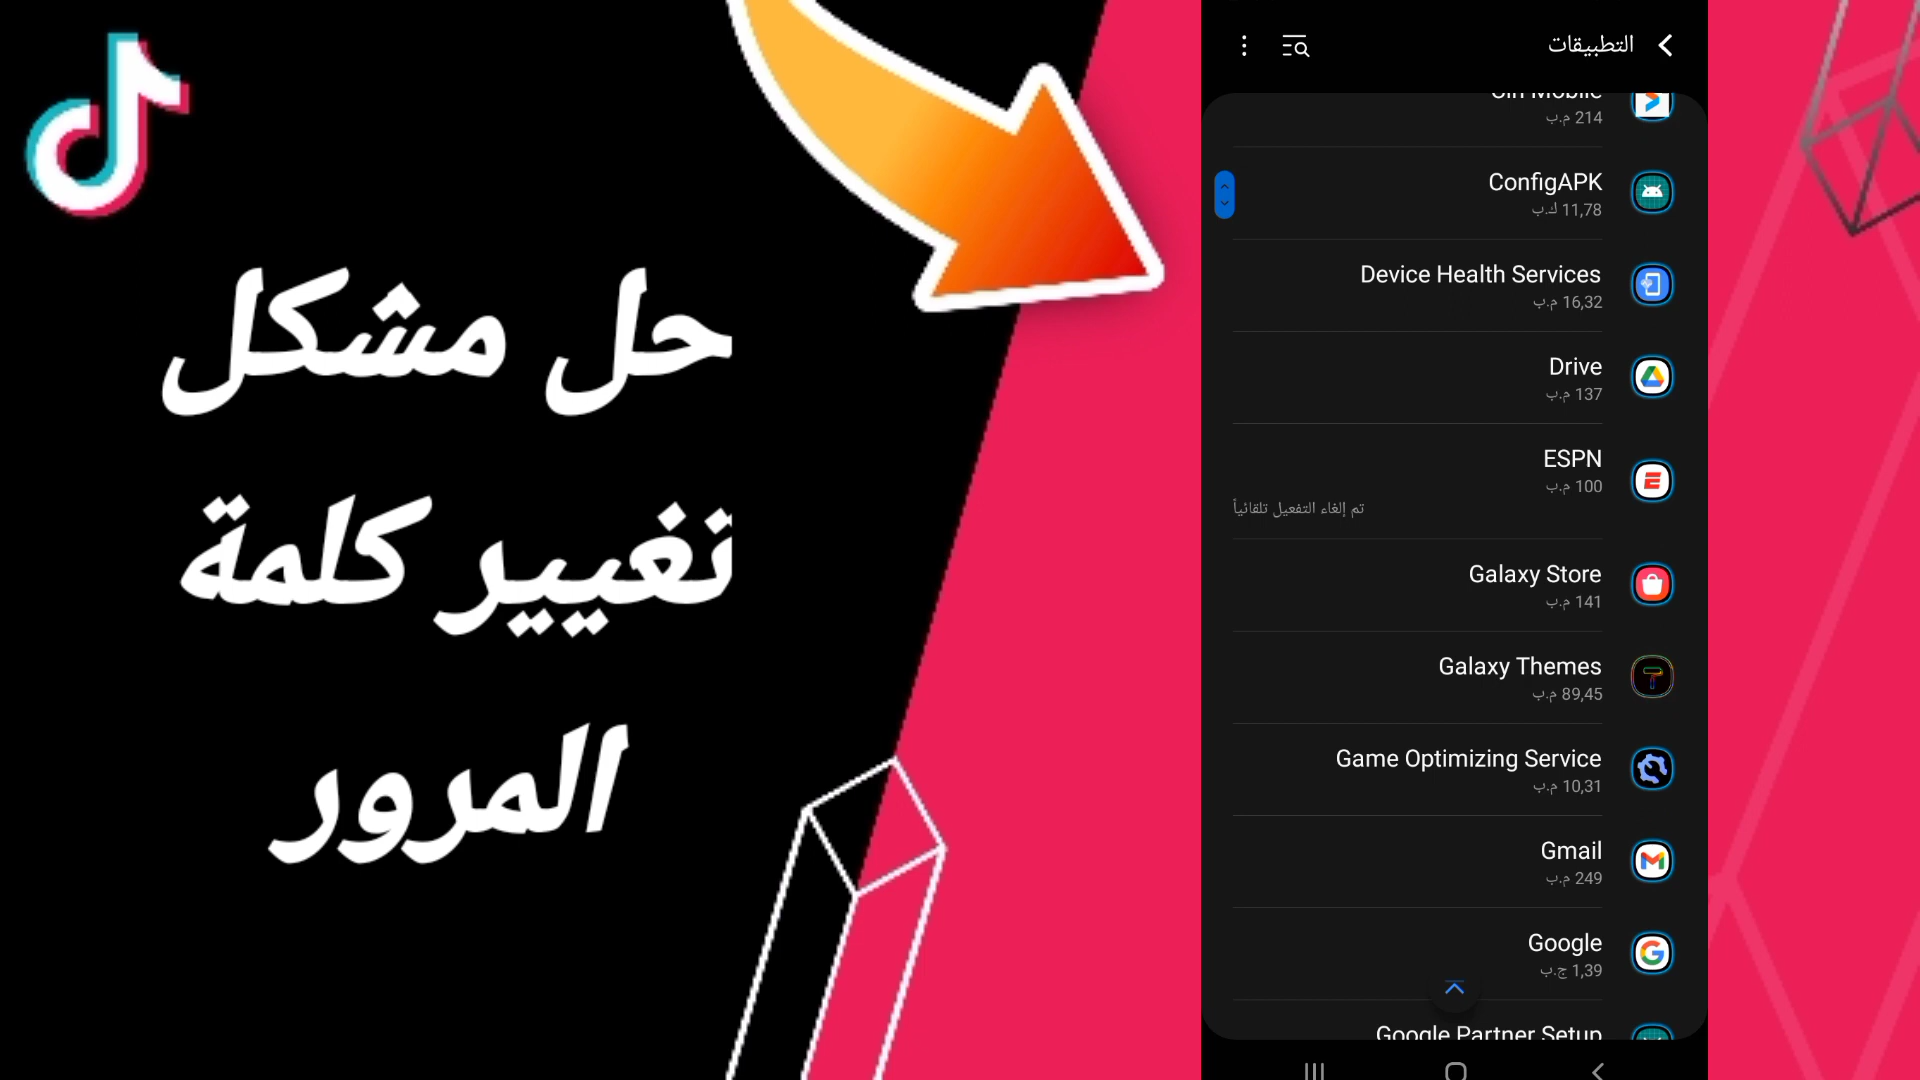 حل مشكل
تغيير كلمة
المرور
التطبيقات
214 م.ب
ConfigAPK
11,78 ك.ب
Device Health Services
16,32 م.ب
Drive
137 م.ب
ESPN
100 م.ب
تم إلغاء التفعيل تلقائياً
Galaxy Store
141 م.ب
Galaxy Themes
89,45 م.ب
Game Optimizing Service
10,31 م.ب
Gmail
249 م.ب
Google
1,39 ج.ب
Google Partner Setup